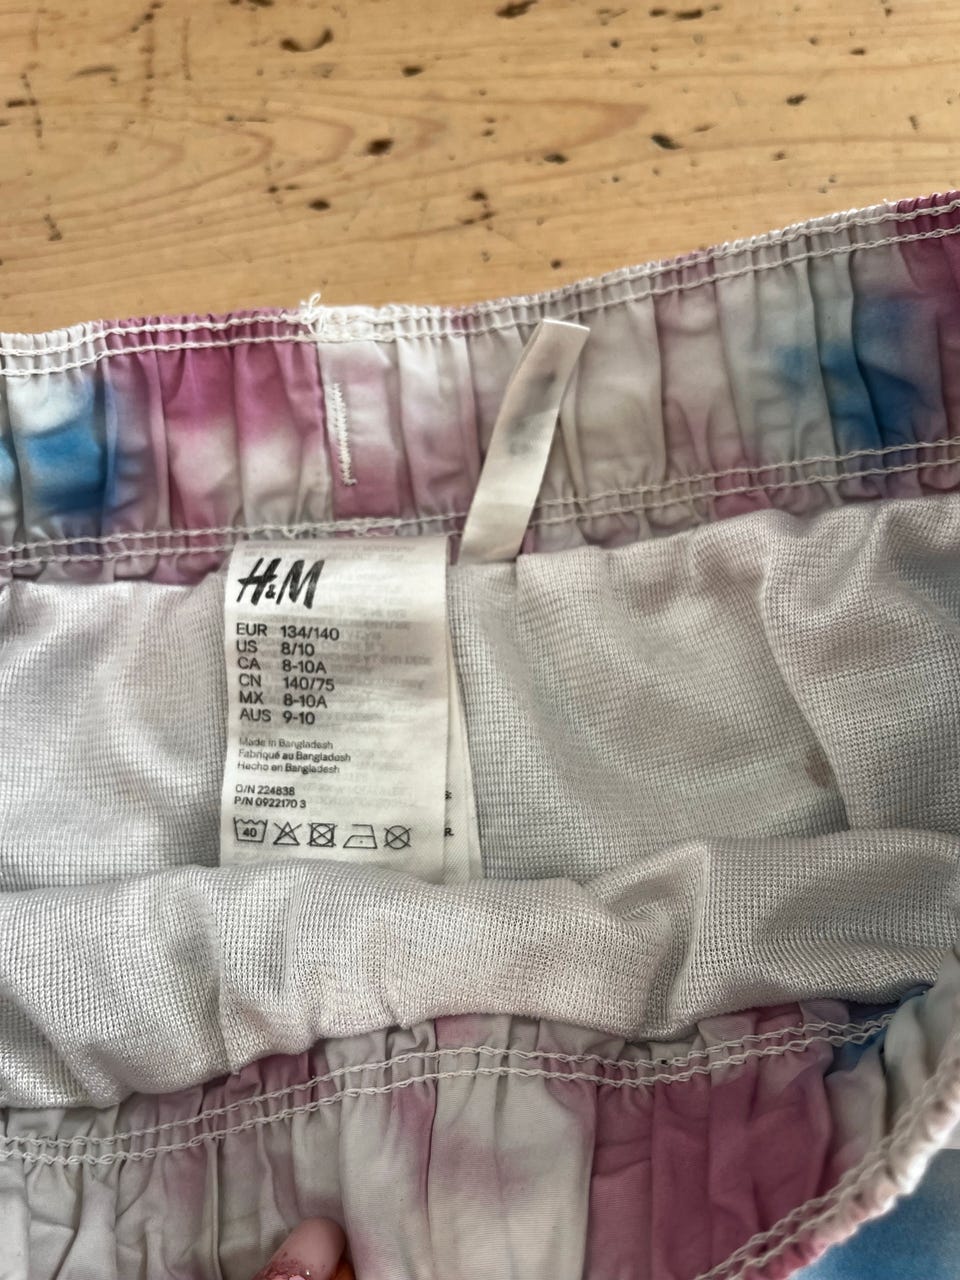 H&M
EUR 134/140
US 8/10
CA 8-10A
CN 140/75
MX 8-10A
AUS 9-10
Made in Bangladesh
Fabriqué au Bangladesh
Hecho en Bangladesh
O/N 224838
P/N 0922170 3
40